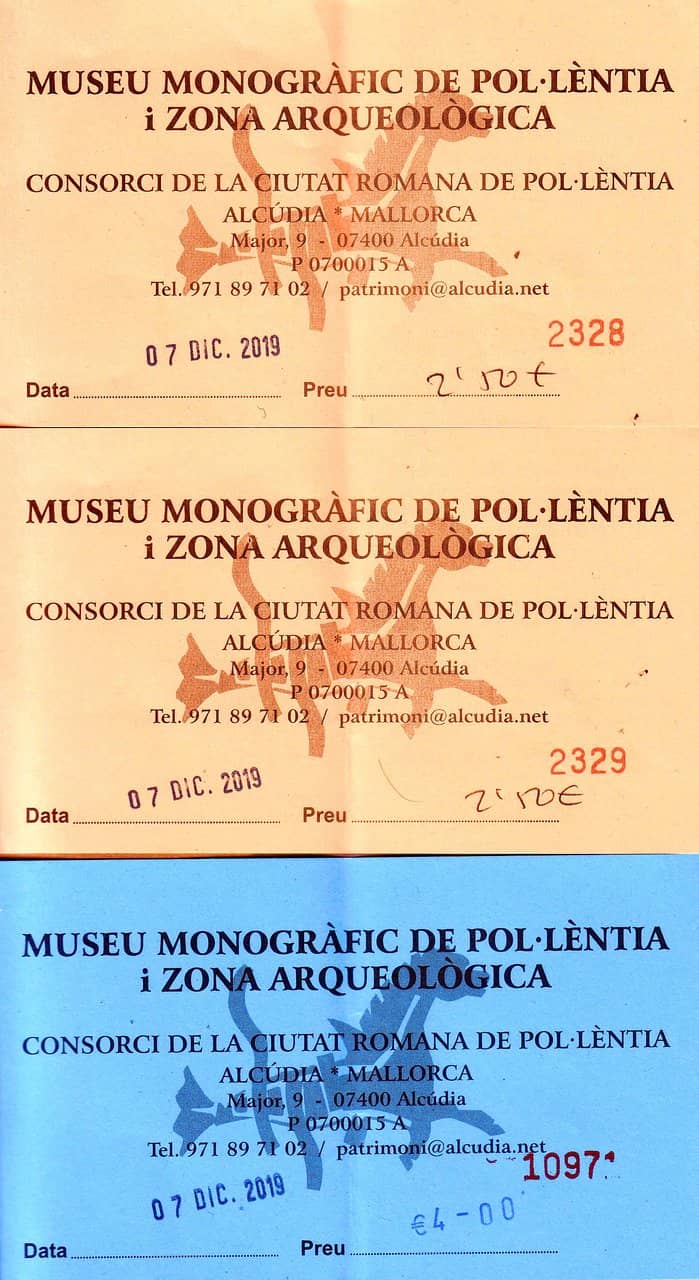 MUSEU MONOGRÀFIC DE POL·LÈNTIA
i ZONA ARQUEOLÒGICA
CONSORCI DE LA CIUTAT ROMANA DE POL·LÈNTIA
ALCÚDIA * MALLORCA
Major, 9 - 07400 Alcúdia
P 0700015 A
Tel. 971 89 71 02 / patrimoni@alcudia.net
2328
07 DIC. 2019
Data Preu 2'50€
MUSEU MONOGRÀFIC DE POL·LÈNTIA
i ZONA ARQUEOLÒGICA
CONSORCI DE LA CIUTAT ROMANA DE POL·LÈNTIA
ALCÚDIA * MALLORCA
Major, 9 - 07400 Alcúdia
P 0700015 A
Tel. 971 89 71 02 / patrimoni@alcudia.net
2329
07 DIC. 2019
Data Preu 2'50€
MUSEU MONOGRÀFIC DE POL·LÈNTIA
i ZONA ARQUEOLÒGICA
CONSORCI DE LA CIUTAT ROMANA DE POL·LÈNTIA
ALCÚDIA * MALLORCA
Major, 9 - 07400 Alcúdia
P 0700015 A
Tel. 971 89 71 02 / patrimoni@alcudia.net
1097
07 DIC. 2019
€4-00
Data Preu